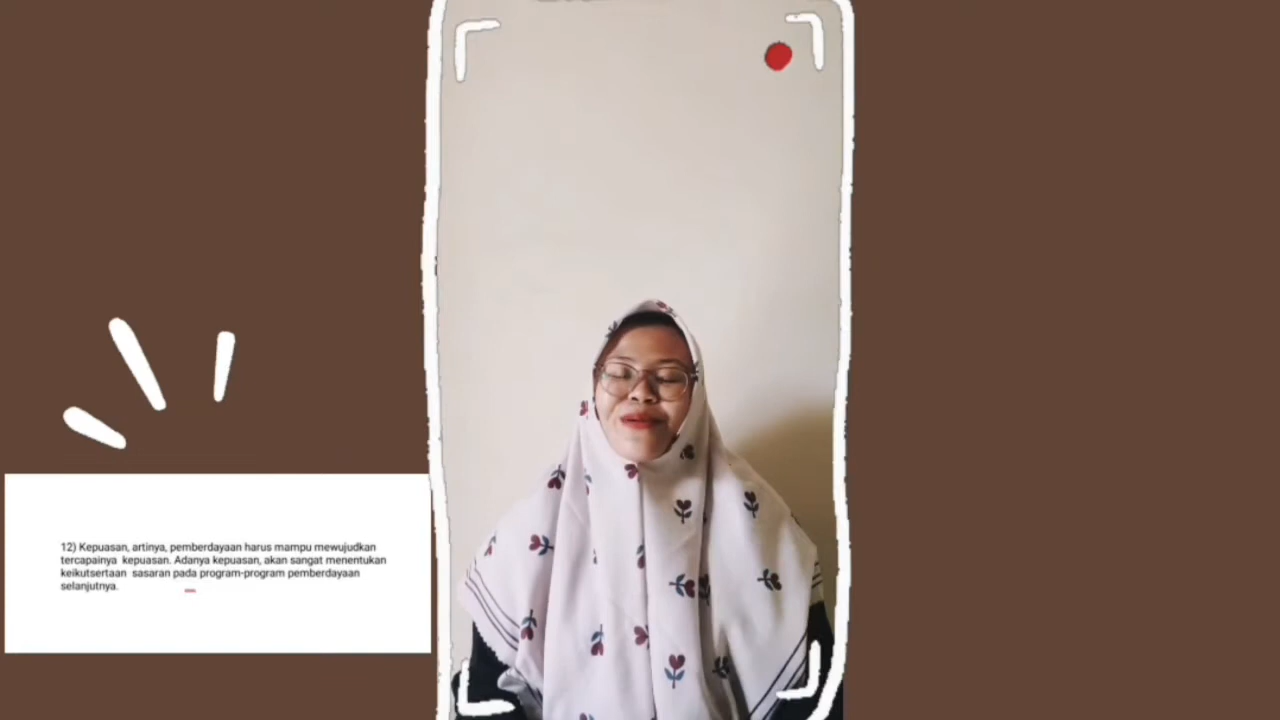 12) Kepuasan, artinya, pemberdayaan harus mampu mewujudkan
tercapainya kepuasan. Adanya kepuasan, akan sangat menentukan
keikutsertaan sasaran pada program-program pemberdayaan
selanjutnya.